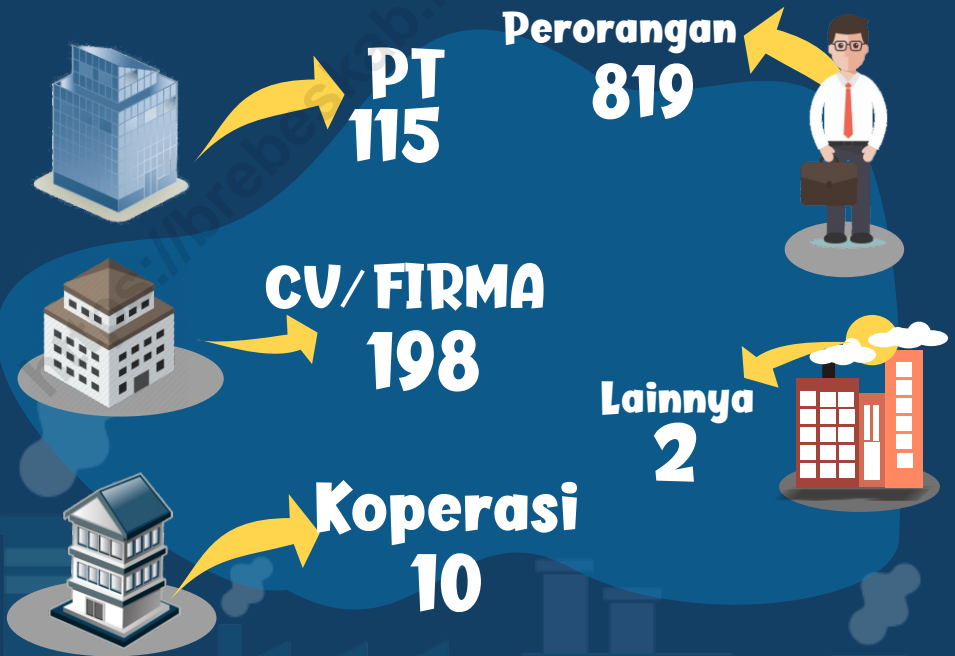 PT
115
Perorangan
819
CV/FIRMA
198
Lainnya
2
Koperasi
10